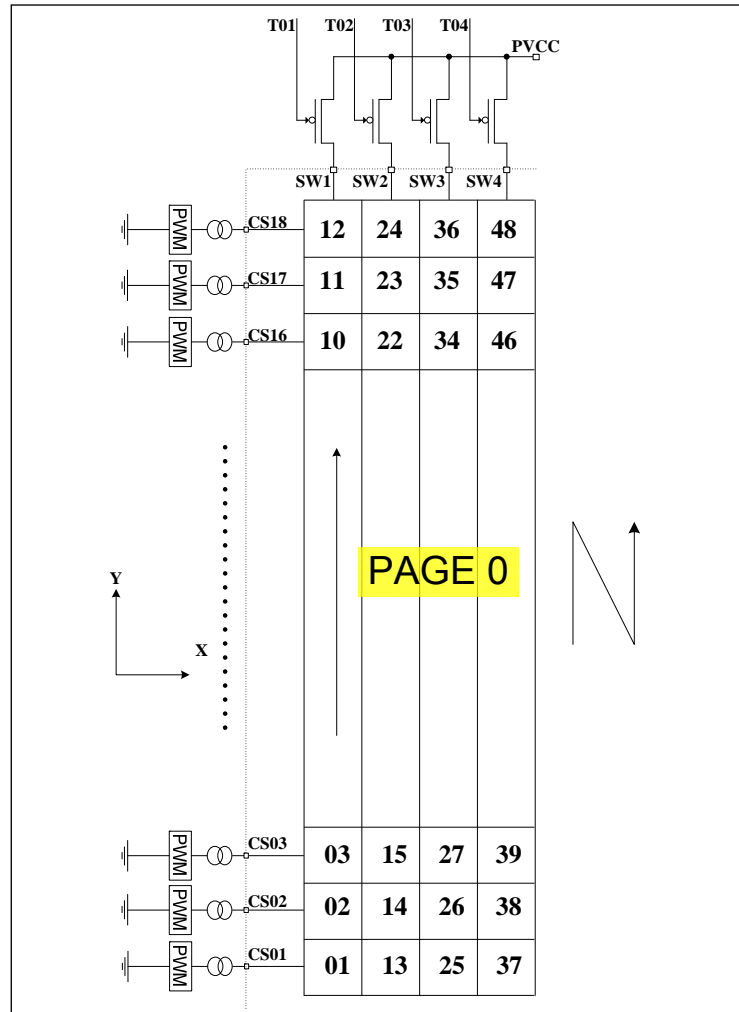 T01 T02 T03 T04
PVCC
SW1 SW2 SW3 SW4
PWM CS18 12 24 36 48
PWM CS17 11 23 35 47
PWM CS16 10 22 34 46
PAGE 0
Y
X
PWM CS03 03 15 27 39
PWM CS02 02 14 26 38
PWM CS01 01 13 25 37